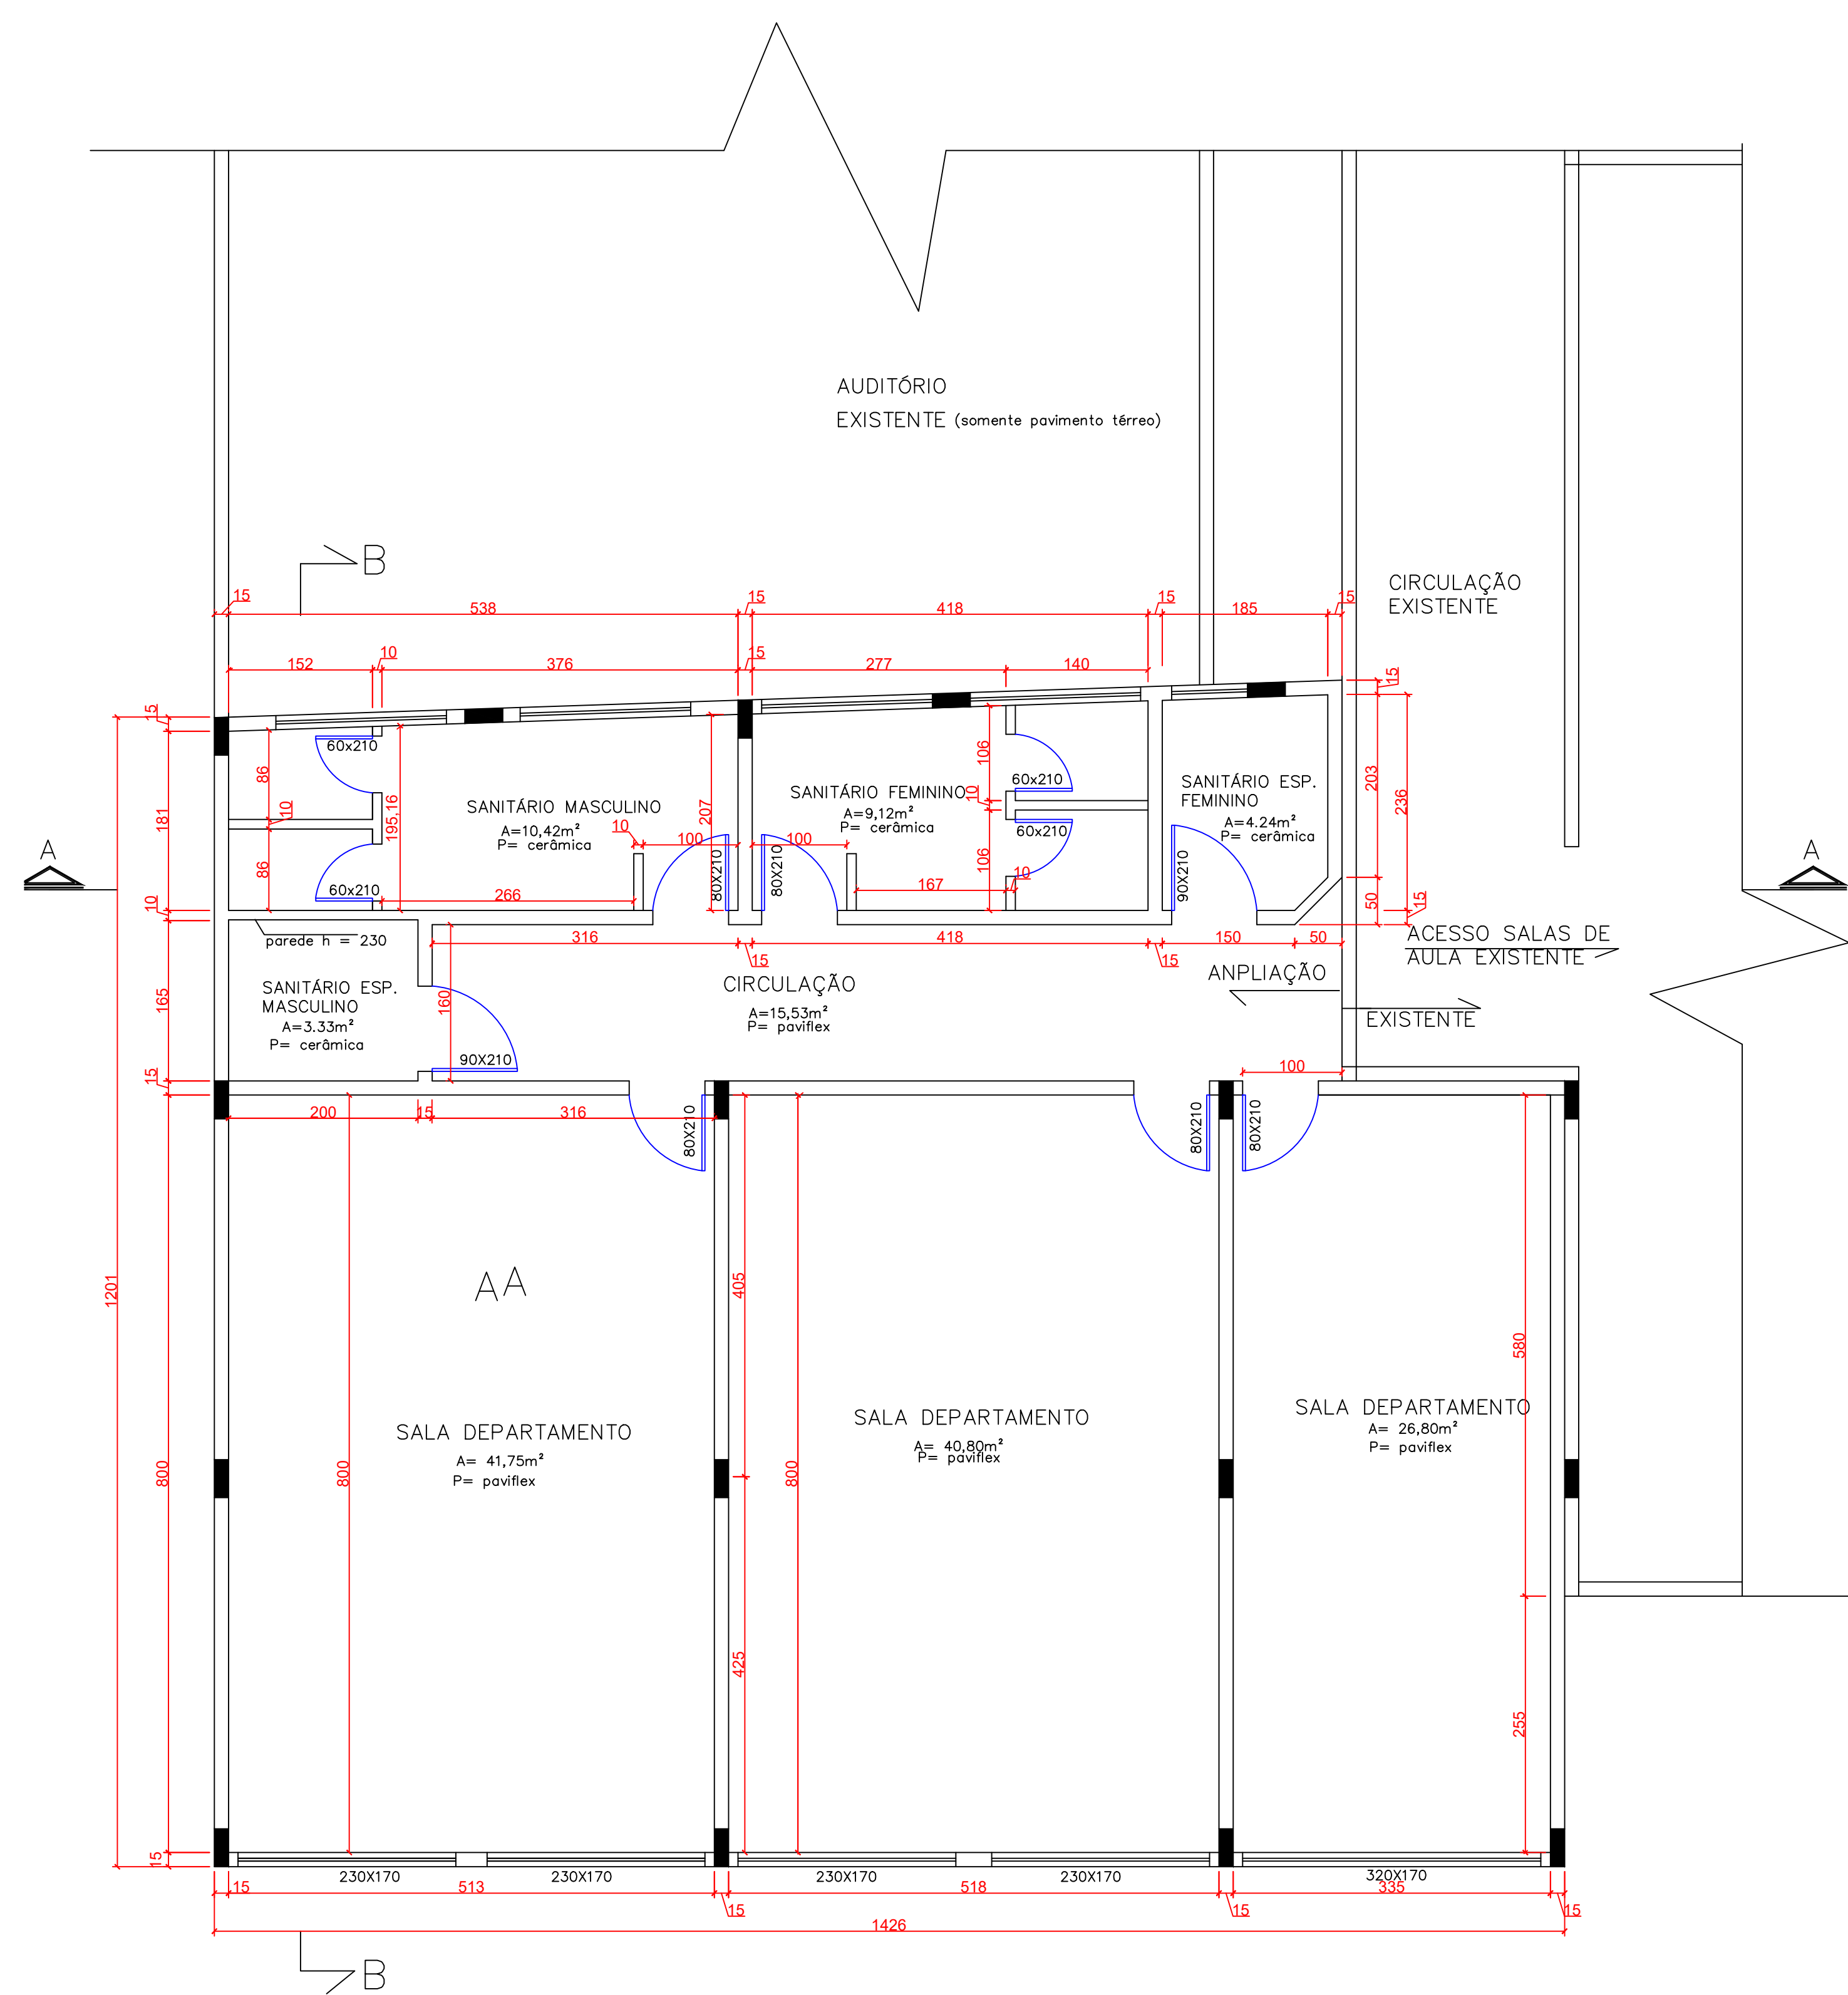 AUDITÓRIO
EXISTENTE (somente pavimento térreo)
B
CIRCULAÇÃO
EXISTENTE
15
538
15
418
15
185
15
152
10
376
15
277
140
15
15
60x210
86
10
181
86
60x210
195,16
SANITÁRIO MASCULINO
A=10,42m²
P= cerâmica
10
100
207
80X210
266
SANITÁRIO FEMININO
A=9,12m²
P= cerâmica
100
80X210
167
106
10
106
10
60x210
60x210
SANITÁRIO ESP.
FEMININO
A=4.24m²
P= cerâmica
90X210
203
236
50
15
A
A
10
parede h = 230
316
15
418
15
150
50
ACESSO SALAS DE
AULA EXISTENTE
ANPLIAÇÃO
EXISTENTE
CIRCULAÇÃO
A=15,53m²
P= paviflex
SANITÁRIO ESP.
MASCULINO
A=3.33m²
P= cerâmica
165
160
90X210
15
100
200
15
316
80X210
80X210
80X210
1201
800
800
405
800
425
580
255
AA
SALA DEPARTAMENTO
A= 41,75m²
P= paviflex
SALA DEPARTAMENTO
A= 40,80m²
P= paviflex
SALA DEPARTAMENTO
A= 26,80m²
P= paviflex
15
230X170
230X170
230X170
230X170
320X170
15
513
15
518
15
335
15
1426
B